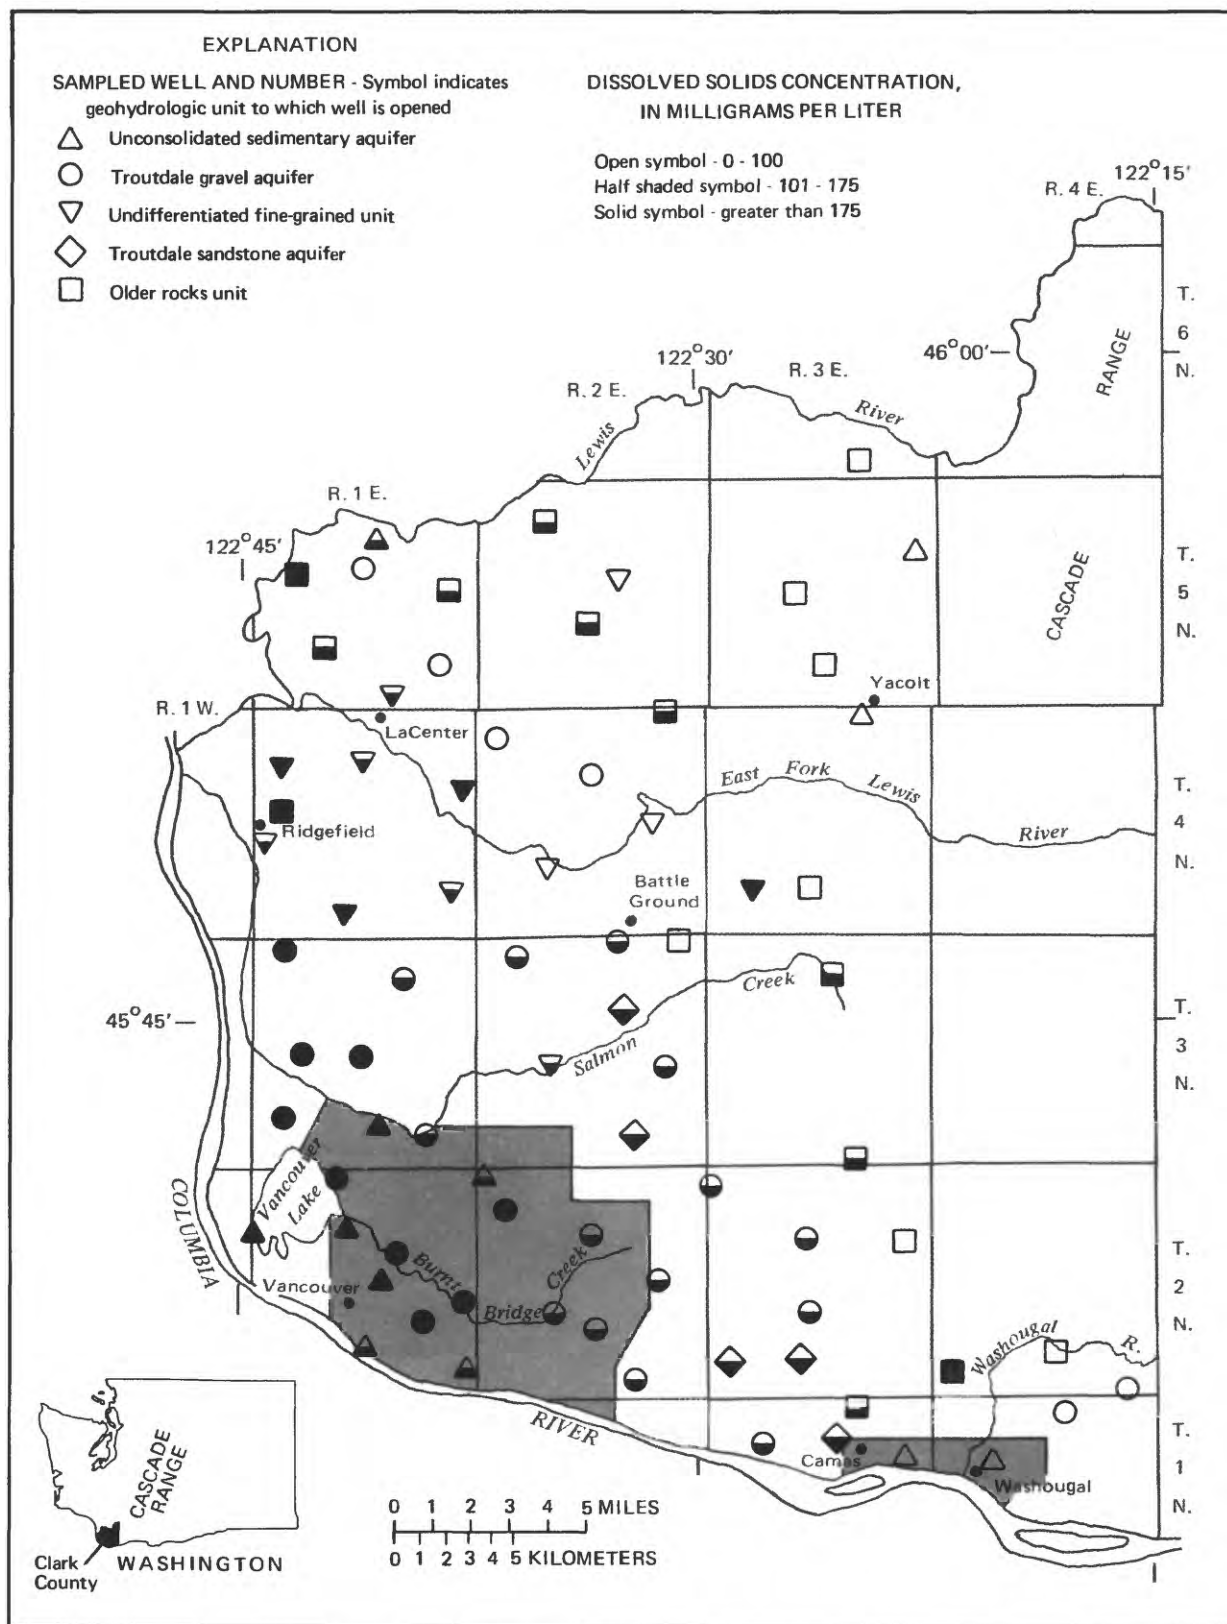 EXPLANATION
SAMPLED WELL AND NUMBER - Symbol indicates
geohydrologic unit to which well is opened
Unconsolidated sedimentary aquifer
Troutdale gravel aquifer
Undifferentiated fine-grained unit
Troutdale sandstone aquifer
Older rocks unit
DISSOLVED SOLIDS CONCENTRATION,
IN MILLIGRAMS PER LITER
Open symbol - 0 - 100
Half shaded symbol - 101 - 175
Solid symbol - greater than 175
122°15'
R. 4 E.
T.
6
N.
RANGE
46°00'
122°30'
R. 3 E.
R. 2 E.
River
Lewis
R. 1 E.
122°45'
T.
5
N.
CASCADE
Yacolt
R. 1 W.
LaCenter
East Fork Lewis
River
T.
4
N.
Ridgefield
Battle
Ground
Creek
45°45'
Salmon
T.
3
N.
Vancouver
Lake
COLUMBIA
Vancouver
Burnt
Bridge
Creek
T.
2
N.
Washougal
R.
RIVER
Camas
Washougal
T.
1
N.
CASCADE
RANGE
Clark
County
WASHINGTON
0 1 2 3 4 5 MILES
0 1 2 3 4 5 KILOMETERS